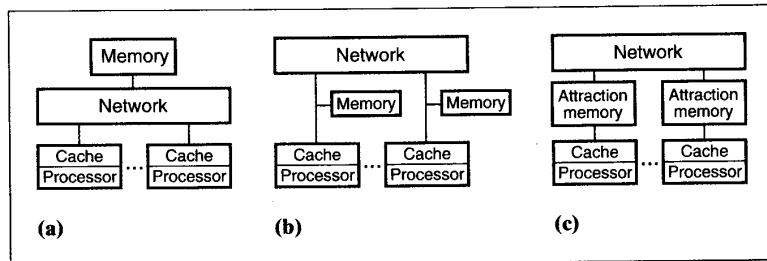 Memory
Network
Cache
Processor
...
Cache
Processor
(a)
Network
Memory
Memory
Cache
Processor
...
Cache
Processor
(b)
Network
Attraction
memory
Attraction
memory
Cache
Processor
...
Cache
Processor
(c)